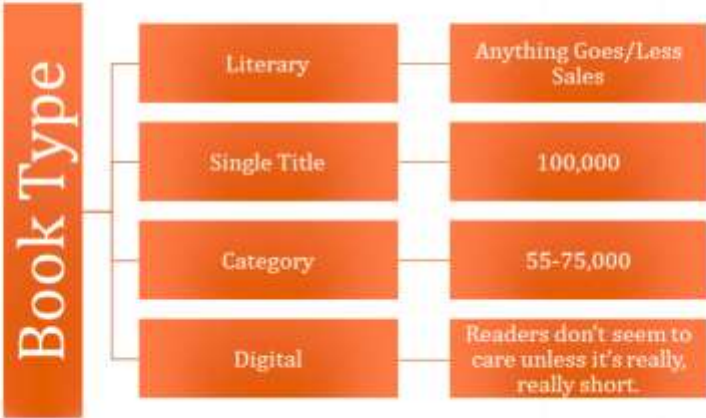 Book Type
Literary
Anything Goes/Less
Sales
Single Title
100,000
Category
55-75,000
Digital
Readers don't seem to
care unless it's really,
really short.